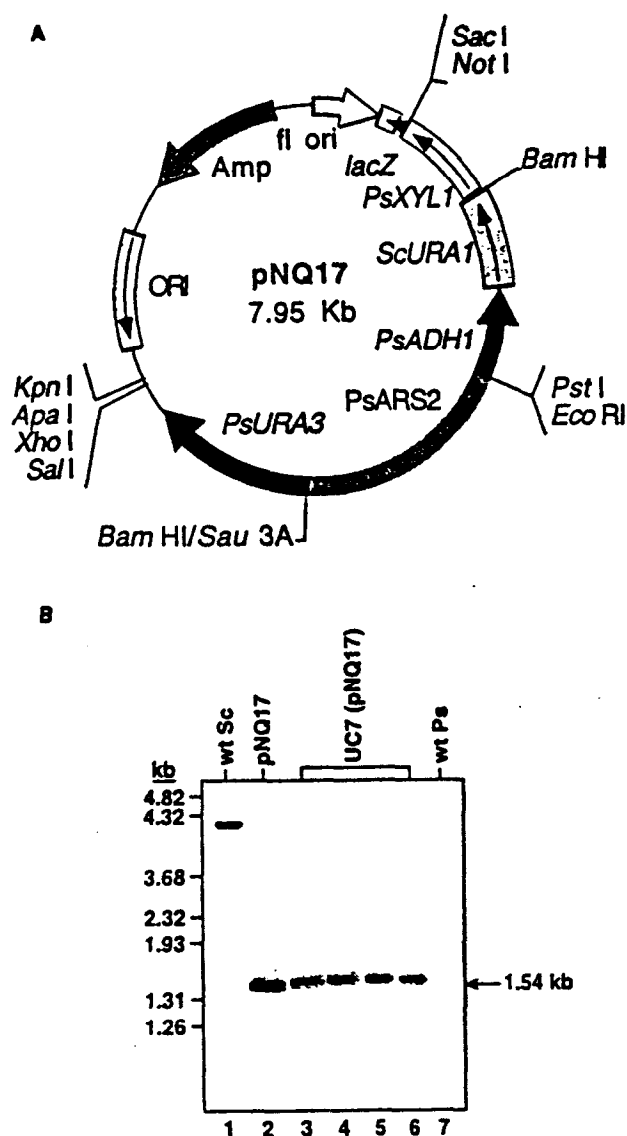 A
Sac I
Not I
fl ori
Amp
lacZ
Bam HI
PsXYL1
ScURA1
pNQ17
7.95 Kb
ORI
PsADH1
Kpn I
Apa I
Xho I
Sal I
PsURA3
PsARS2
Pst I
Eco RI
Bam HI/Sau 3A
B
wt Sc
pNQ17
UC7 (pNQ17)
wt Ps
kb
4.82
4.32
3.68
2.32
1.93
1.54 kb
1.31
1.26
1 2 3 4 5 6 7